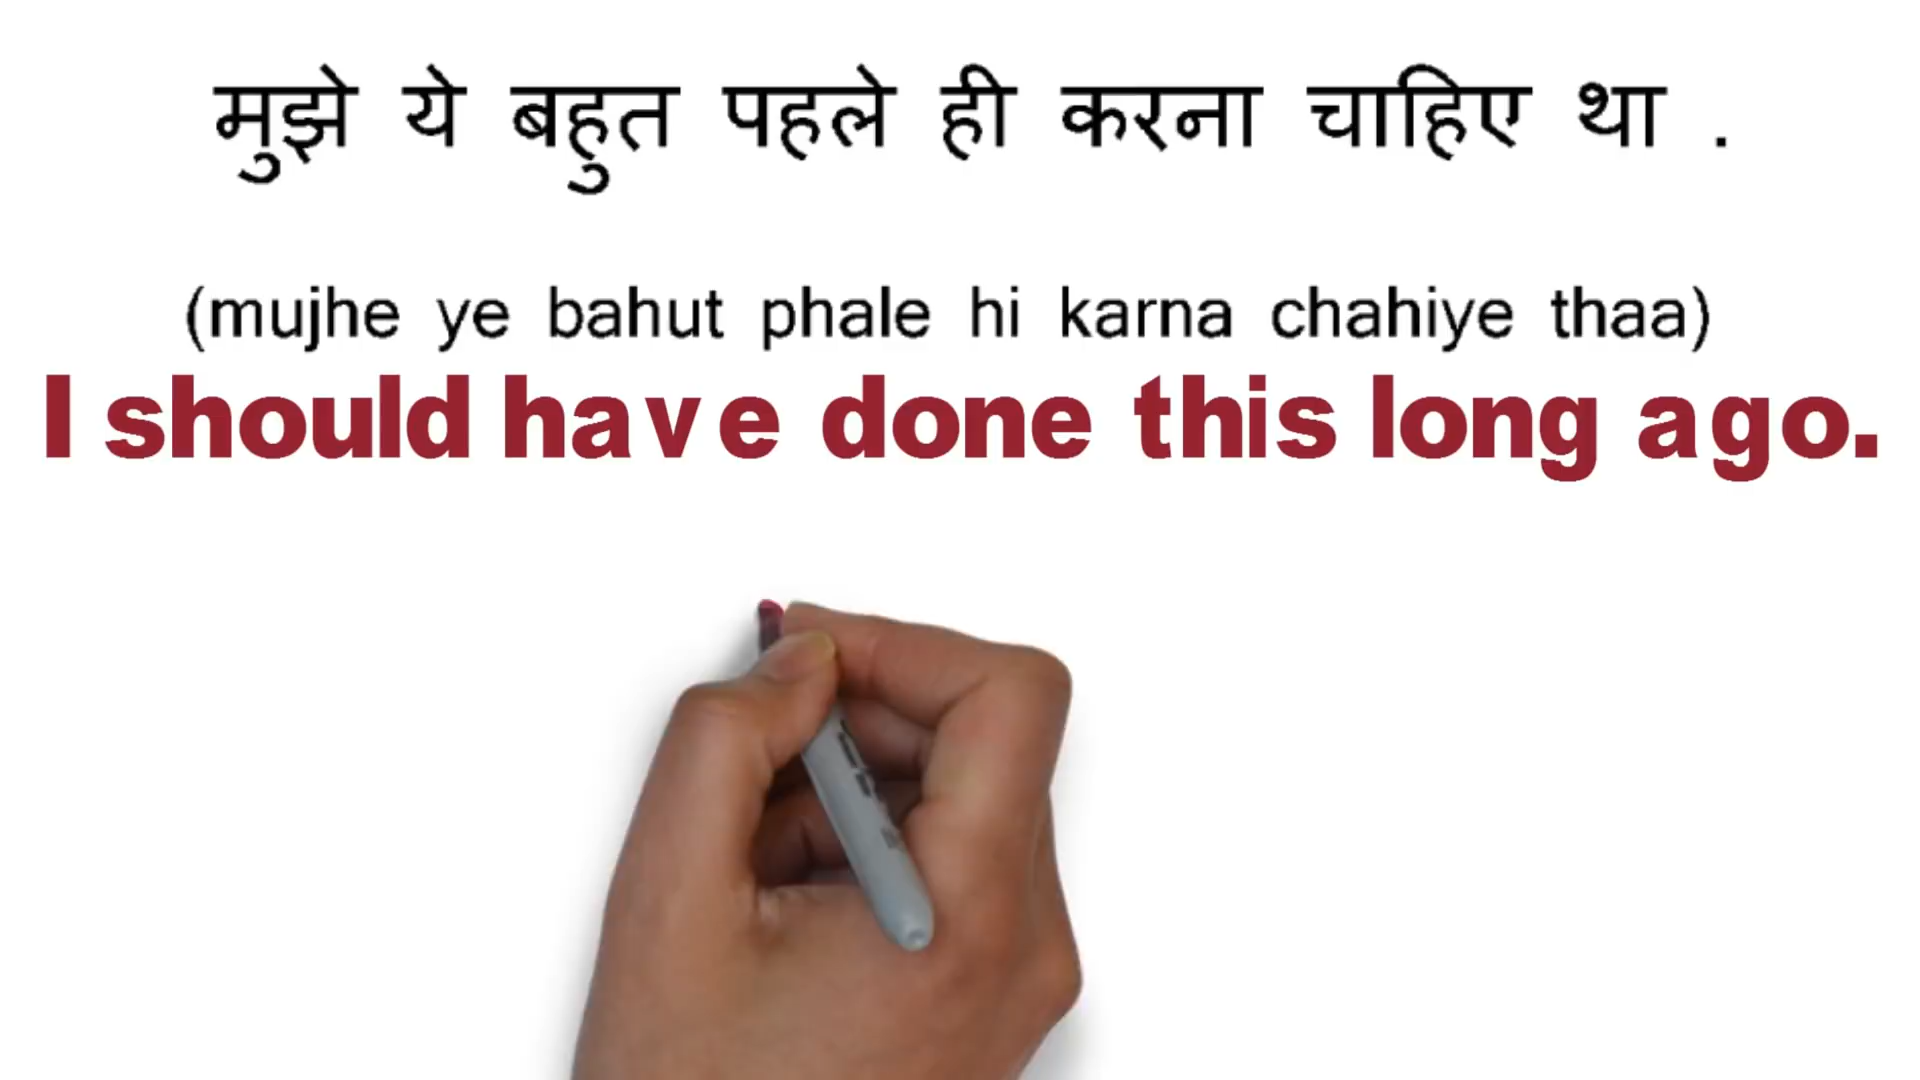 मुझे ये बहुत पहले ही करना चाहिए था .
(mujhe ye bahut phale hi karna chahiye thaa)
I should have done this long ago.